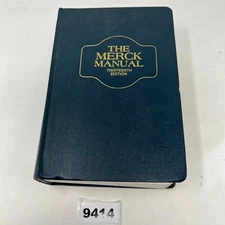 THE
MERCK
MANUAL
THIRTEENTH
EDITION
9414